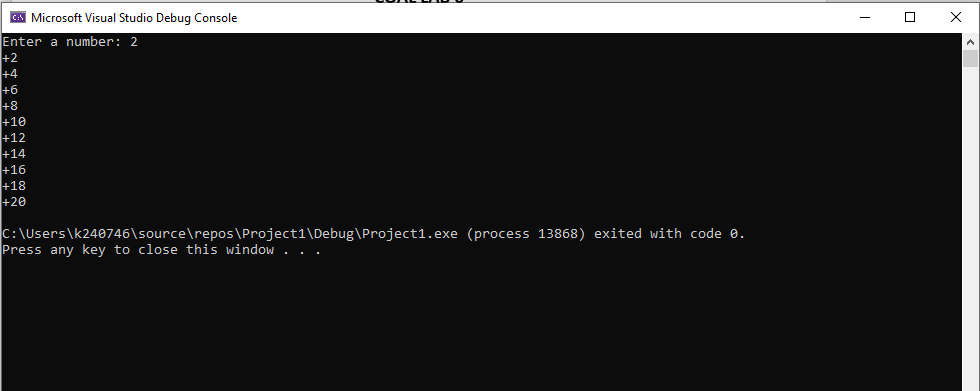 Microsoft Visual Studio Debug Console
Enter a number: 2
+2
+4
+6
+8
+10
+12
+14
+16
+18
+20
C:\Users\k240746\source\repos\Project1\Debug\Project1.exe (process 13868) exited with code 0.
Press any key to close this window . . .